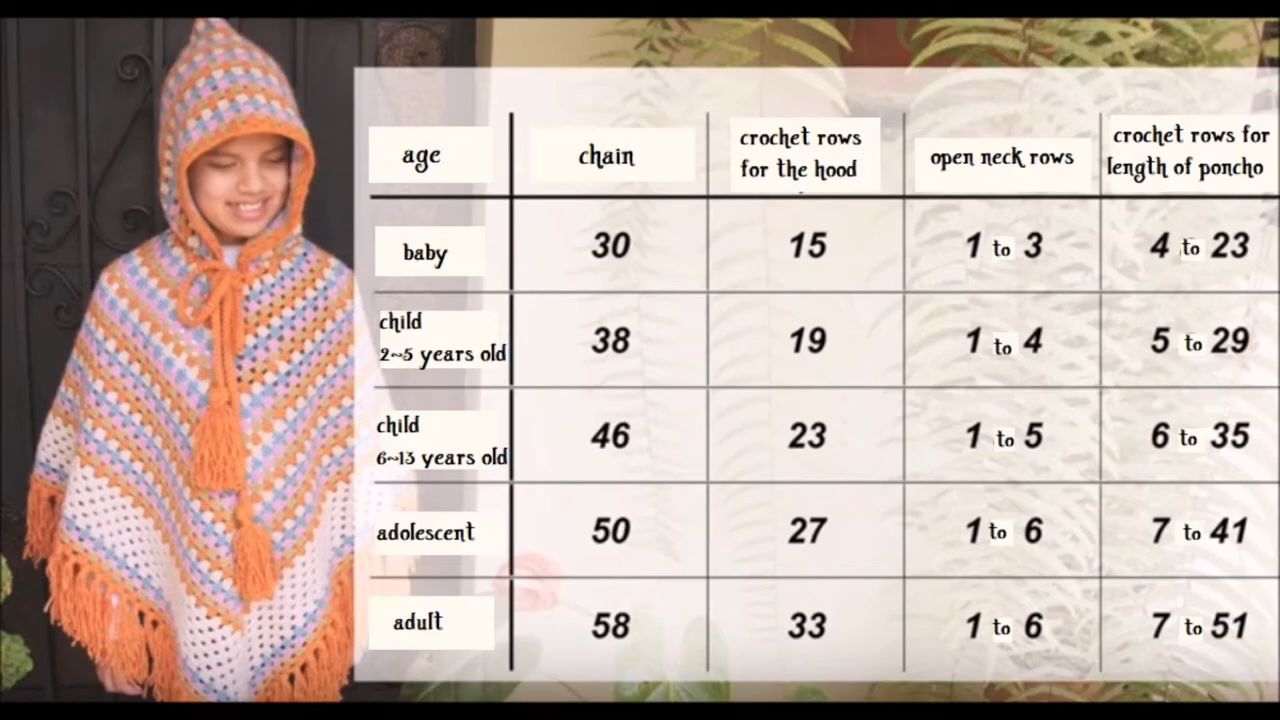 age chain crochet rows for the hood open neck rows crochet rows for length of poncho
baby 30 15 1 to 3 4 to 23
child 2~5 years old 38 19 1 to 4 5 to 29
child 6~13 years old 46 23 1 to 5 6 to 35
adolescent 50 27 1 to 6 7 to 41
adult 58 33 1 to 6 7 to 51